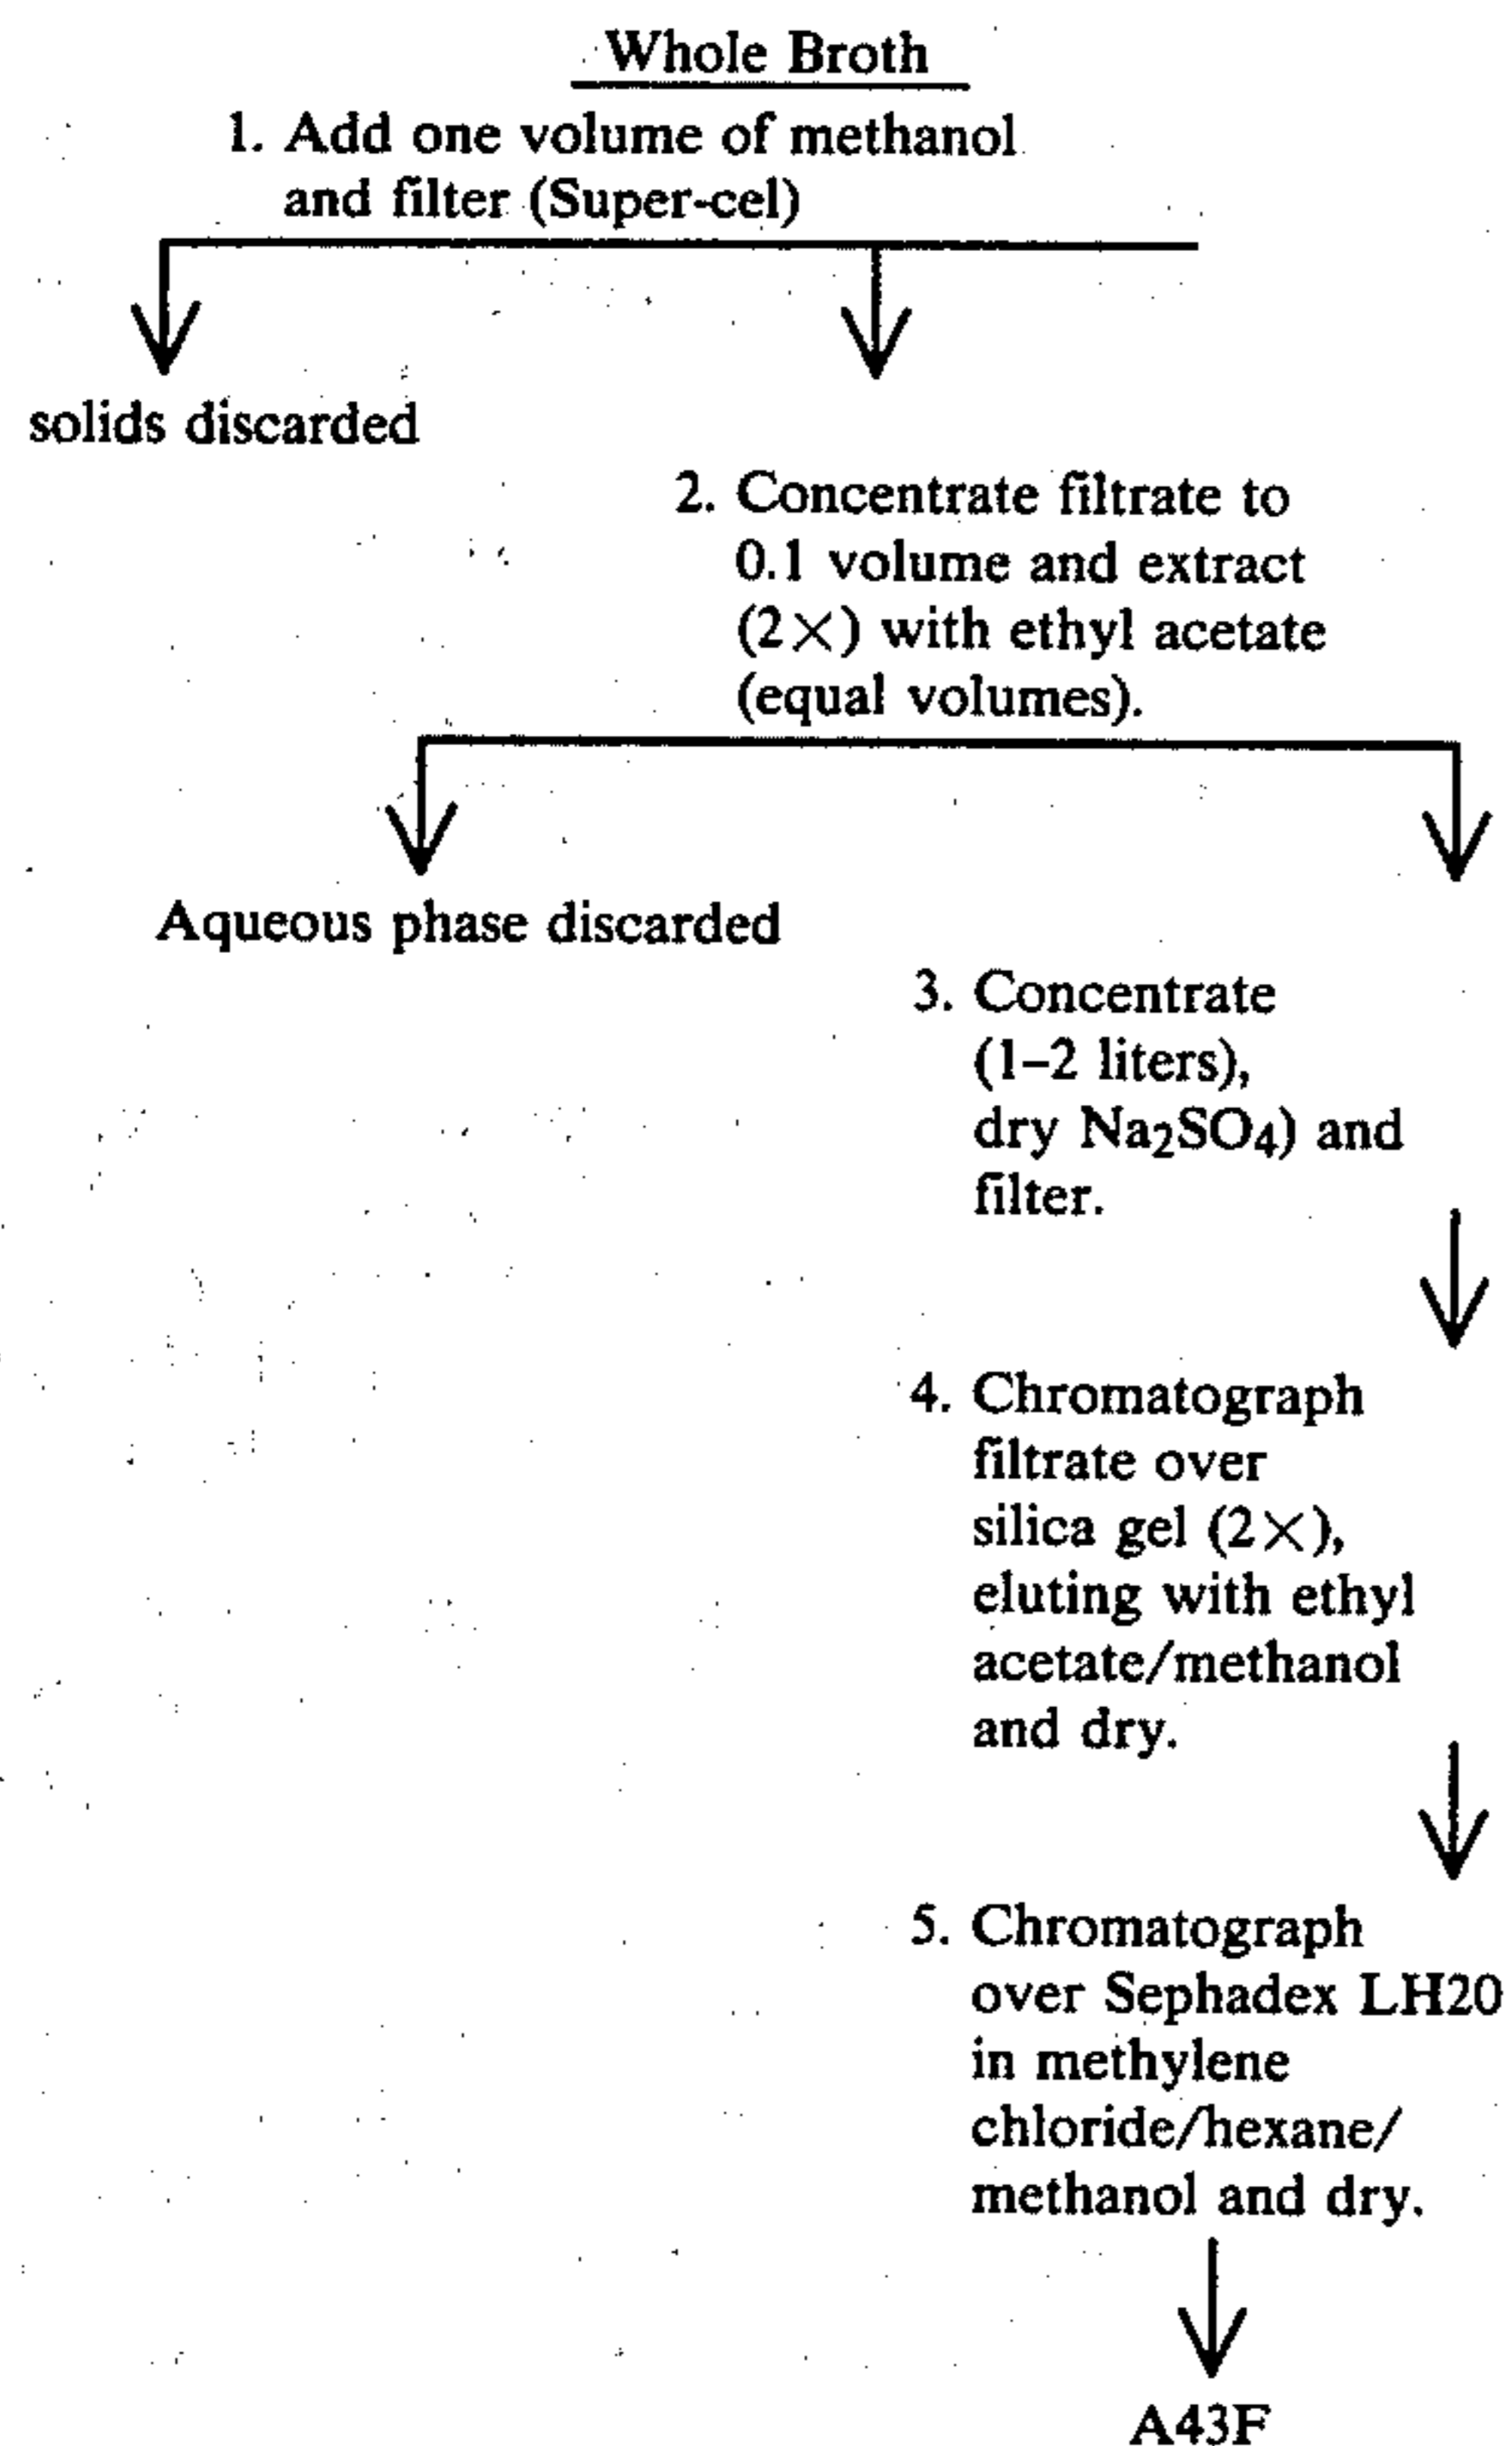 Whole Broth
1. Add one volume of methanol
and filter (Super-cel)
solids discarded
2. Concentrate filtrate to
0.1 volume and extract
(2×) with ethyl acetate
(equal volumes).
Aqueous phase discarded
3. Concentrate
(1–2 liters),
dry Na₂SO₄) and
filter.
4. Chromatograph
filtrate over
silica gel (2×),
eluting with ethyl
acetate/methanol
and dry.
5. Chromatograph
over Sephadex LH20
in methylene
chloride/hexane/
methanol and dry.
A43F